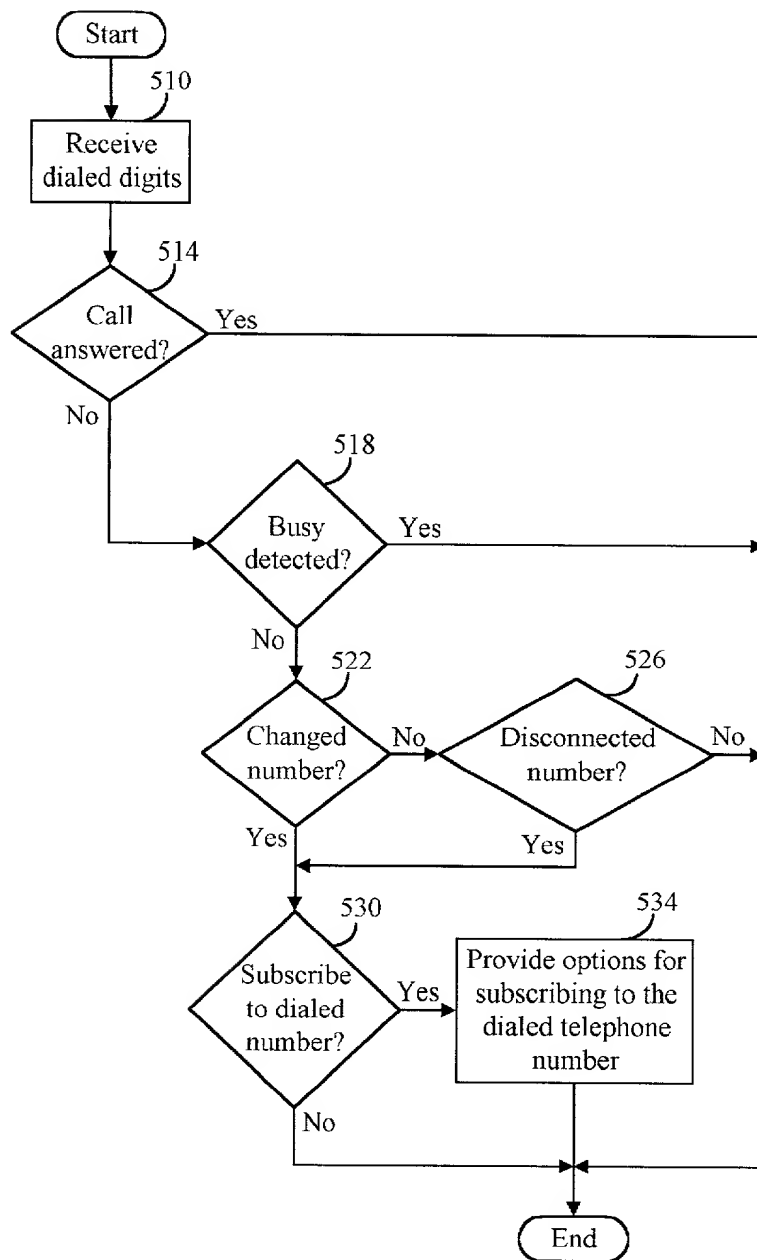 Start
510
Receive
dialed digits
514
Call
answered?
Yes
No
518
Busy
detected?
Yes
No
522
Changed
number?
No
526
Disconnected
number?
No
Yes
Yes
530
Subscribe
to dialed
number?
Yes
534
Provide options for
subscribing to the
dialed telephone
number
No
End